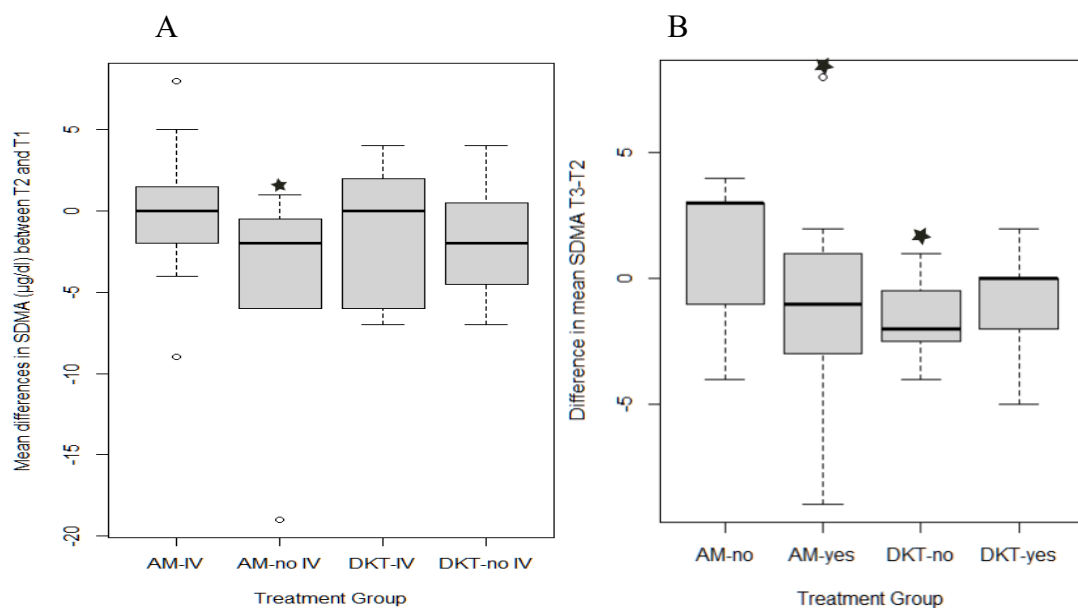 A
B
Mean differences in SDMA (µg/dl) between T2 and T1
5
0
-5
-10
-15
-20
AM-IV AM-no IV DKT-IV DKT-no IV
Treatment Group
Difference in mean SDMA T3-T2
5
0
-5
AM-no AM-yes DKT-no DKT-yes
Treatment Group